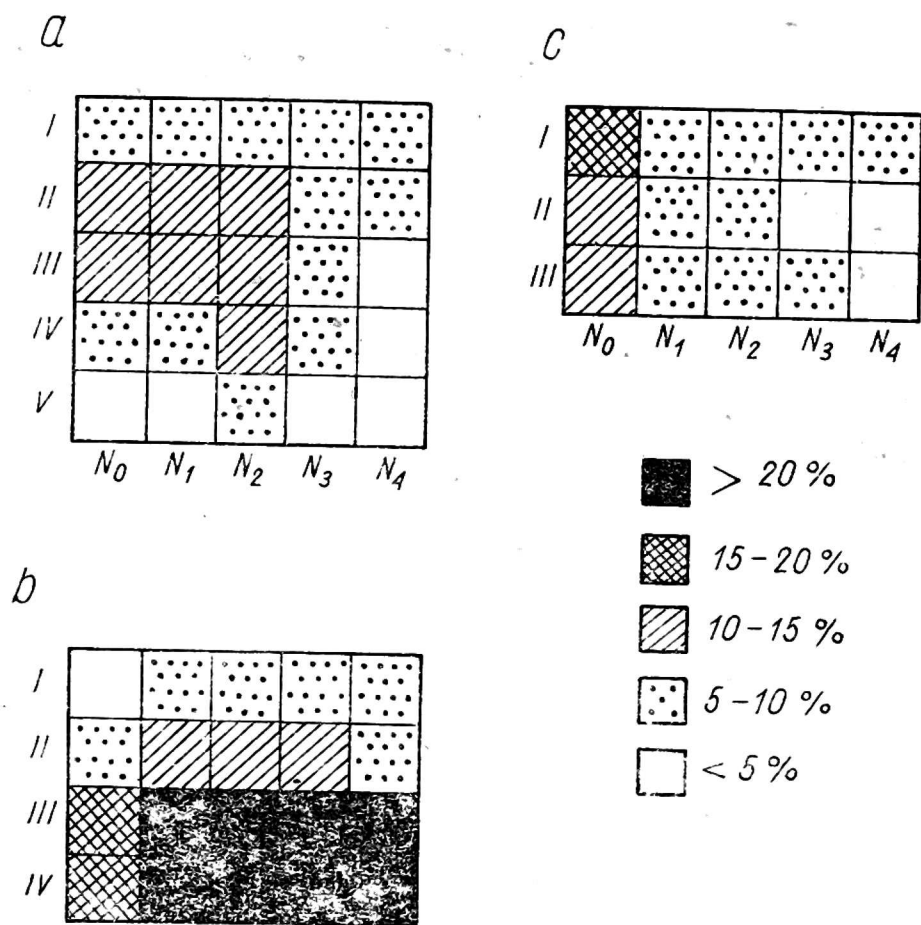 a
I
II
III
IV
V
N₀ N₁ N₂ N₃ N₄
c
I
II
III
N₀ N₁ N₂ N₃ N₄
> 20 %
15-20 %
10-15 %
5-10 %
< 5 %
b
I
II
III
IV